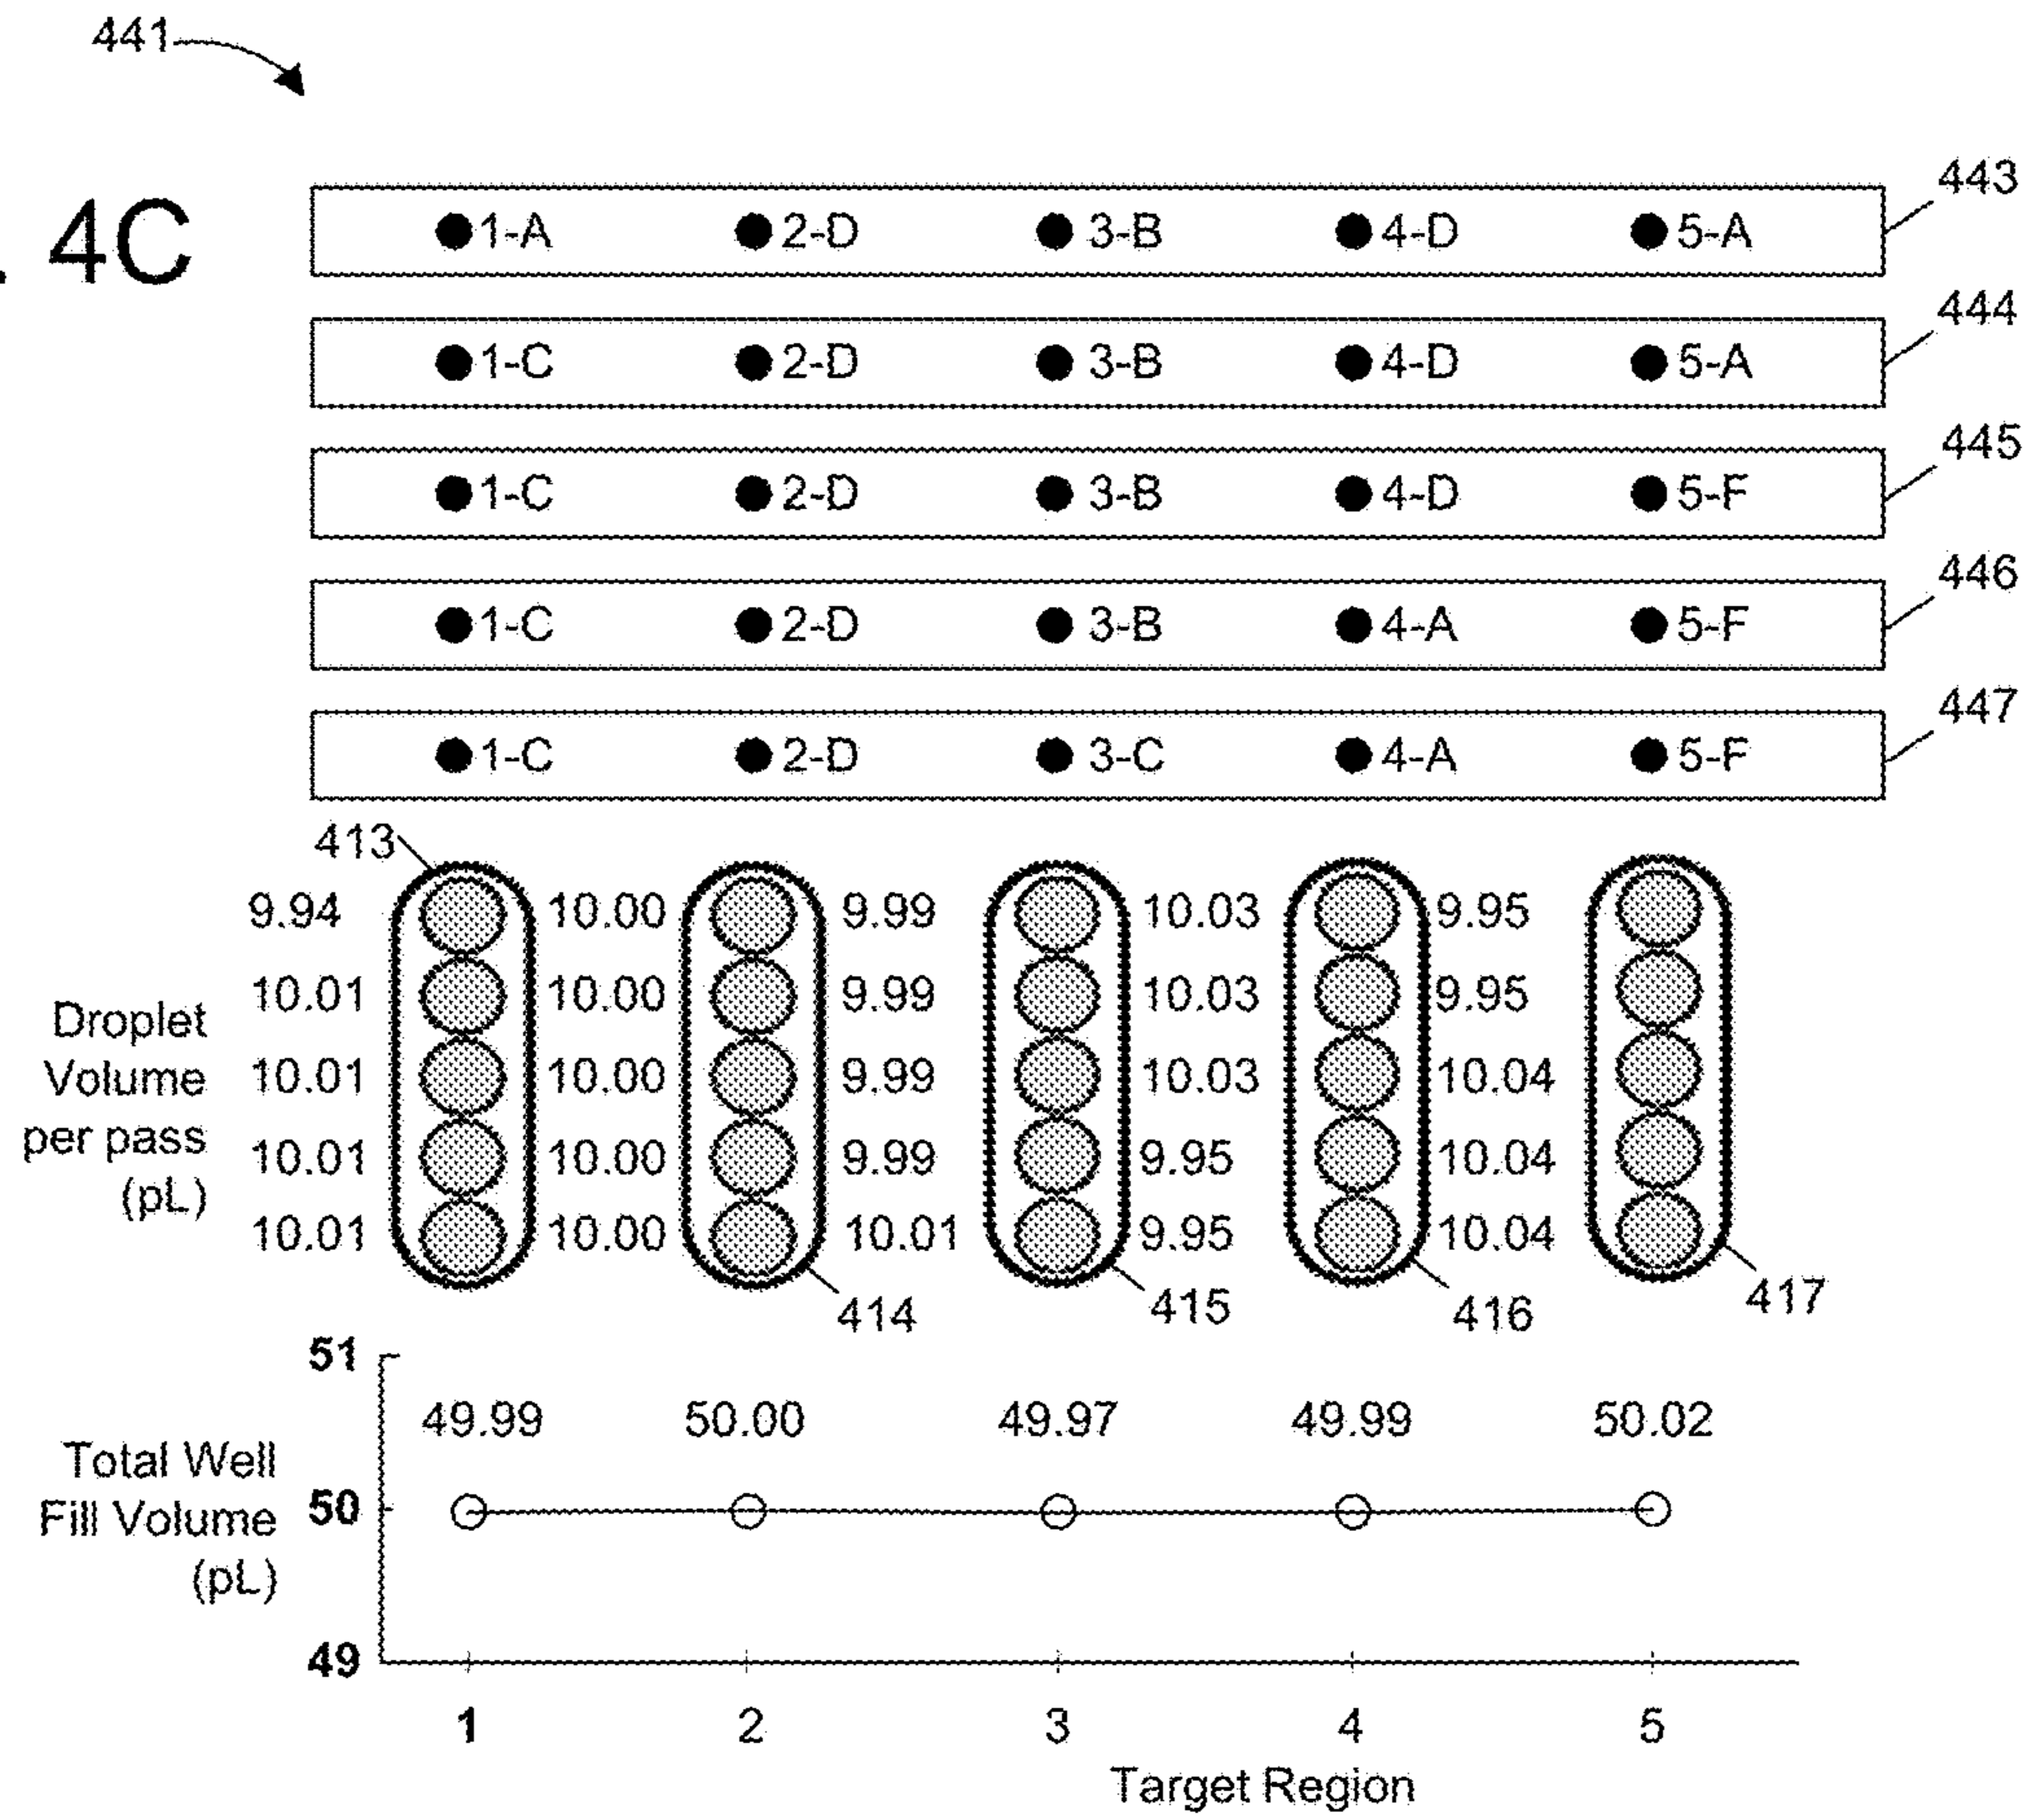 441
. 4C
1-A 2-D 3-B 4-D 5-A 443
1-C 2-D 3-B 4-D 5-A 444
1-C 2-D 3-B 4-D 5-F 445
1-C 2-D 3-B 4-A 5-F 446
1-C 2-D 3-C 4-A 5-F 447
413
Droplet
Volume
per pass
(pL)
9.94 10.00 9.99 10.03 9.95
10.01 10.00 9.99 10.03 9.95
10.01 10.00 9.99 10.03 10.04
10.01 10.00 9.99 9.95 10.04
10.01 10.00 10.01 9.95 10.04
414 415 416 417
Total Well
Fill Volume
(pL)
51
49.99 50.00 49.97 49.99 50.02
50
49
1 2 3 4 5
Target Region